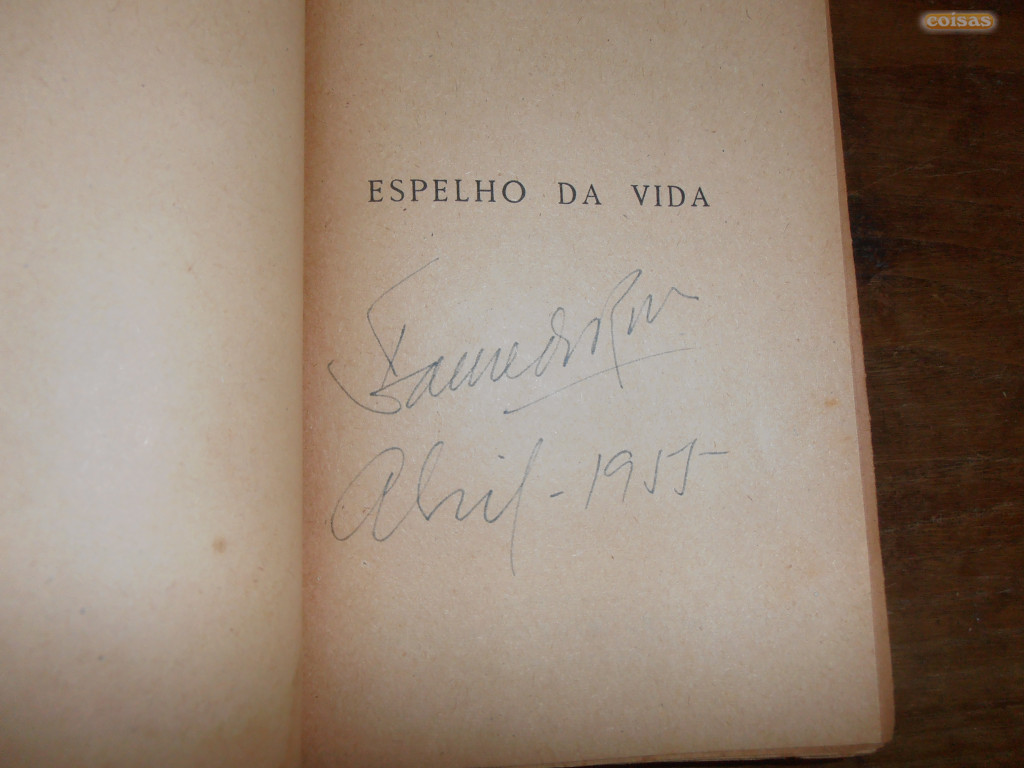 coisas
ESPELHO DA VIDA
Abril - 1955